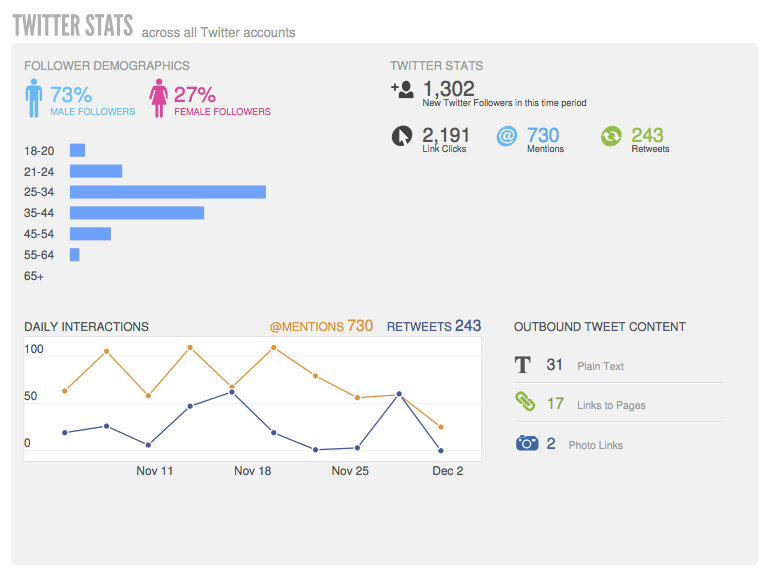 TWITTER STATS across all Twitter accounts
FOLLOWER DEMOGRAPHICS
73%
MALE FOLLOWERS
27%
FEMALE FOLLOWERS
18-20
21-24
25-34
35-44
45-54
55-64
65+
TWITTER STATS
1,302
New Twitter Followers in this time period
2,191
Link Clicks
@
730
Mentions
243
Retweets
DAILY INTERACTIONS
@MENTIONS 730
RETWEETS 243
100
50
0
Nov 11
Nov 18
Nov 25
Dec 2
OUTBOUND TWEET CONTENT
T 31 Plain Text
17 Links to Pages
2 Photo Links